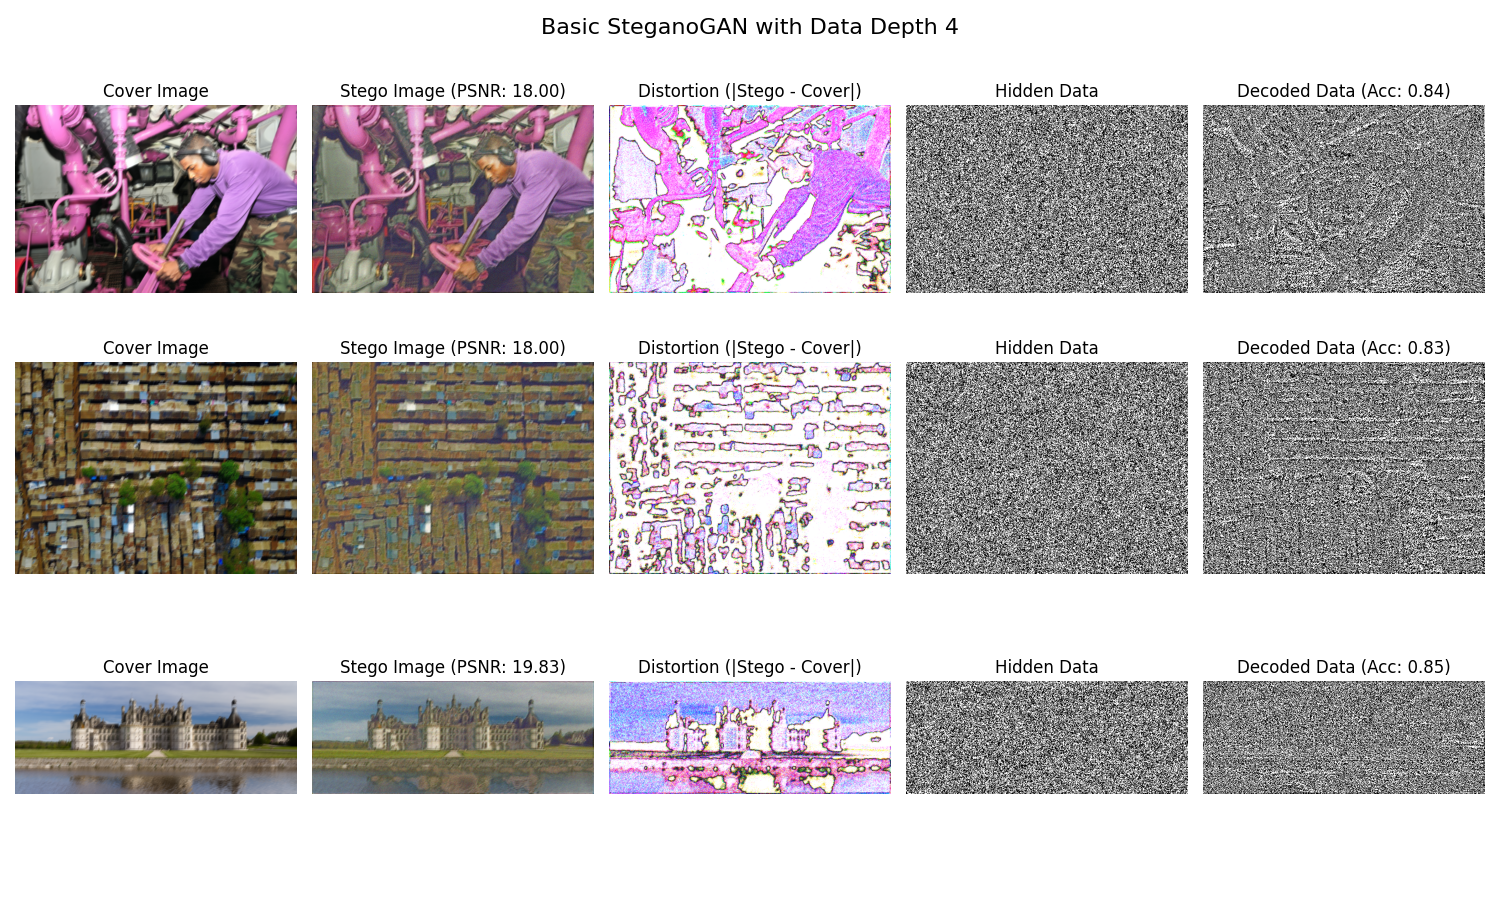 Basic SteganoGAN with Data Depth 4
Cover Image
Stego Image (PSNR: 18.00)
Distortion (|Stego - Cover|)
Hidden Data
Decoded Data (Acc: 0.84)
Cover Image
Stego Image (PSNR: 18.00)
Distortion (|Stego - Cover|)
Hidden Data
Decoded Data (Acc: 0.83)
Cover Image
Stego Image (PSNR: 19.83)
Distortion (|Stego - Cover|)
Hidden Data
Decoded Data (Acc: 0.85)